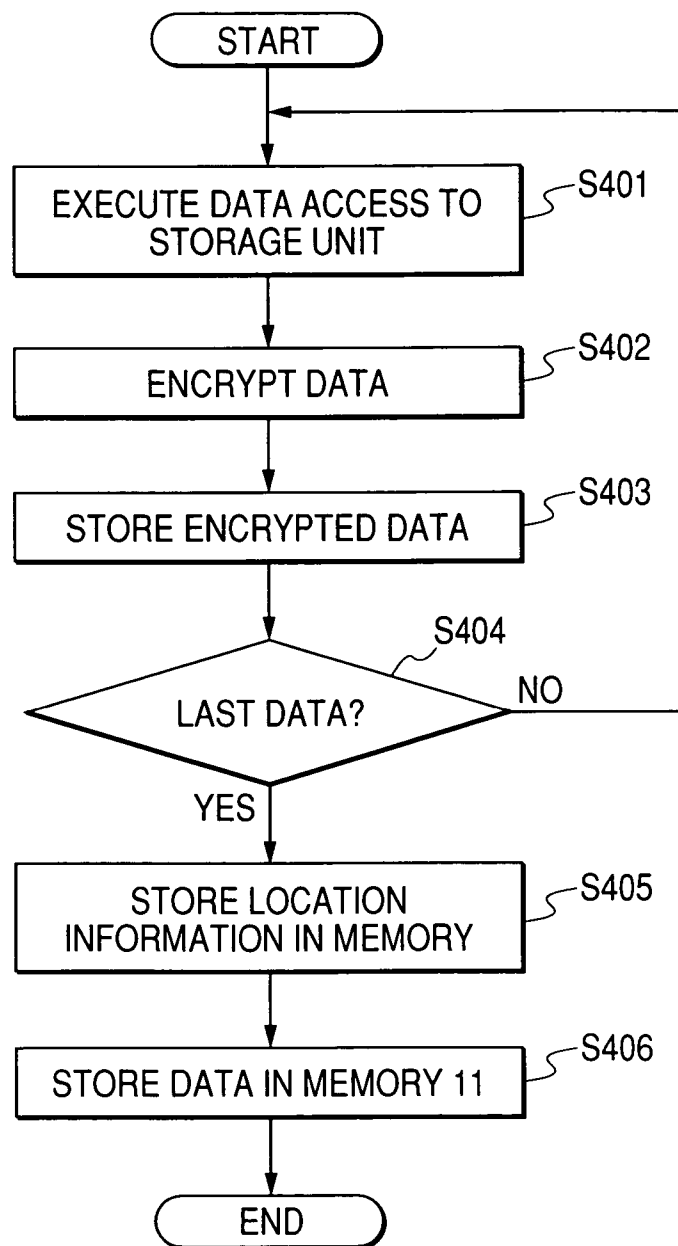 START
EXECUTE DATA ACCESS TO
STORAGE UNIT
S401
ENCRYPT DATA
S402
STORE ENCRYPTED DATA
S403
S404
LAST DATA?
NO
YES
STORE LOCATION
INFORMATION IN MEMORY
S405
STORE DATA IN MEMORY 11
S406
END